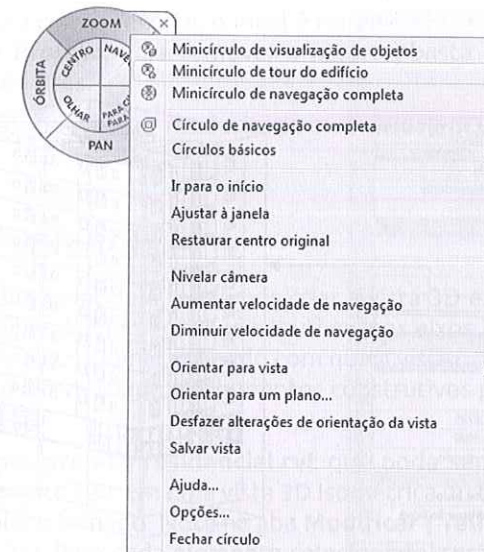 ZOOM
CENTRO
NAVE
ÓRBITA
OLHAR
PARA
PAN
Minicírculo de visualização de objetos
Minicírculo de tour do edifício
Minicírculo de navegação completa
Círculo de navegação completa
Círculos básicos
Ir para o início
Ajustar à janela
Restaurar centro original
Nivelar câmera
Aumentar velocidade de navegação
Diminuir velocidade de navegação
Orientar para vista
Orientar para um plano...
Desfazer alterações de orientação da vista
Salvar vista
Ajuda...
Opções...
Fechar círculo